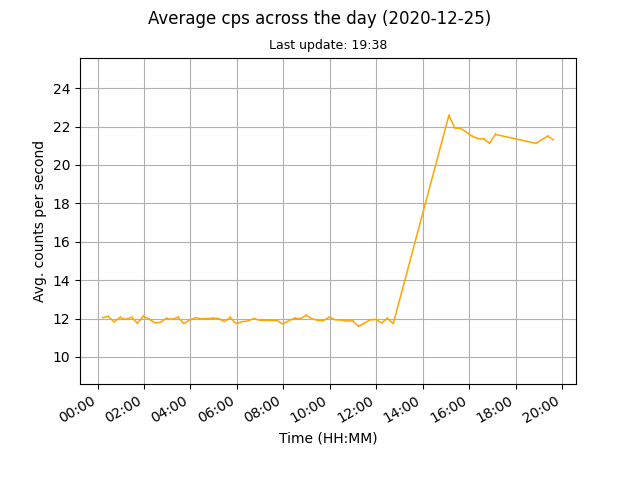 Average cps across the day (2020-12-25)
Last update: 19:38
Avg. counts per second
24
22
20
18
16
14
12
10
00:00 02:00 04:00 06:00 08:00 10:00 12:00 14:00 16:00 18:00 20:00
Time (HH:MM)